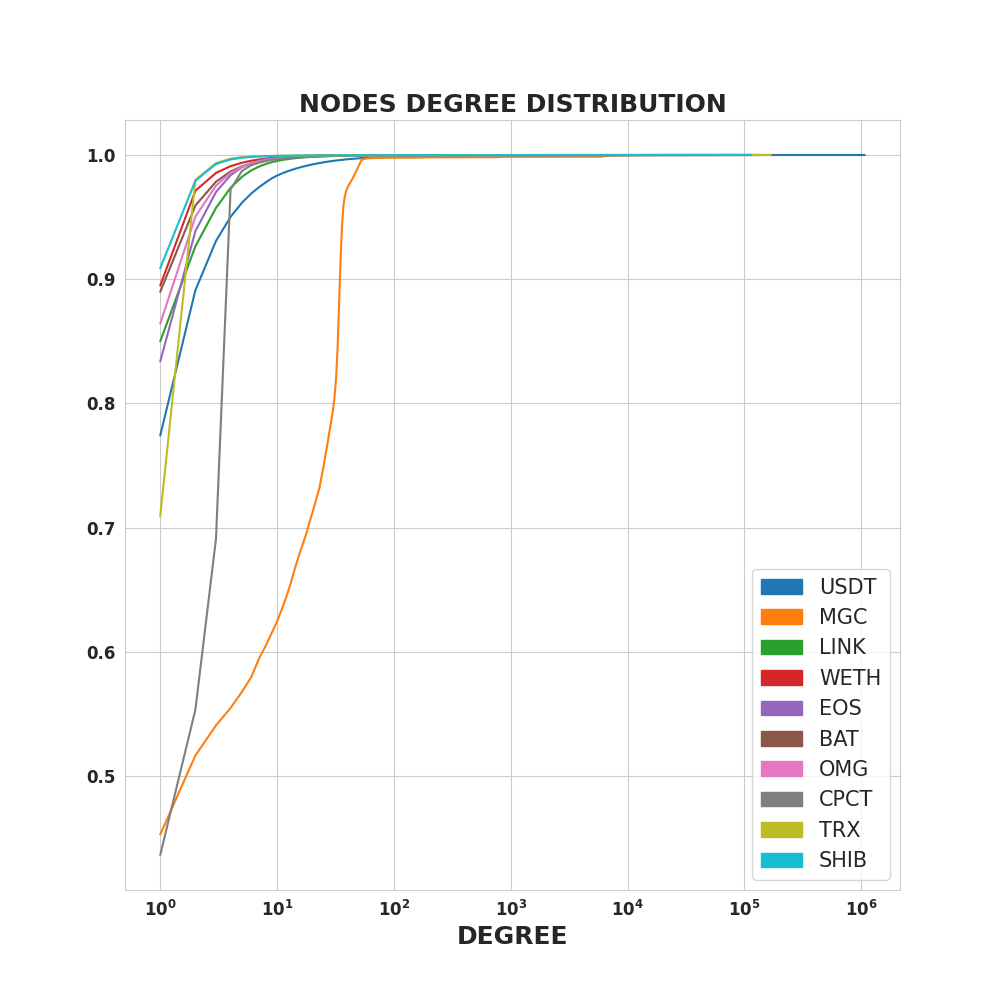 NODES DEGREE DISTRIBUTION
1.0
0.9
0.8
0.7
0.6
0.5
USDT
MGC
LINK
WETH
EOS
BAT
OMG
CPCT
TRX
SHIB
10⁰ 10¹ 10² 10³ 10⁴ 10⁵ 10⁶
DEGREE